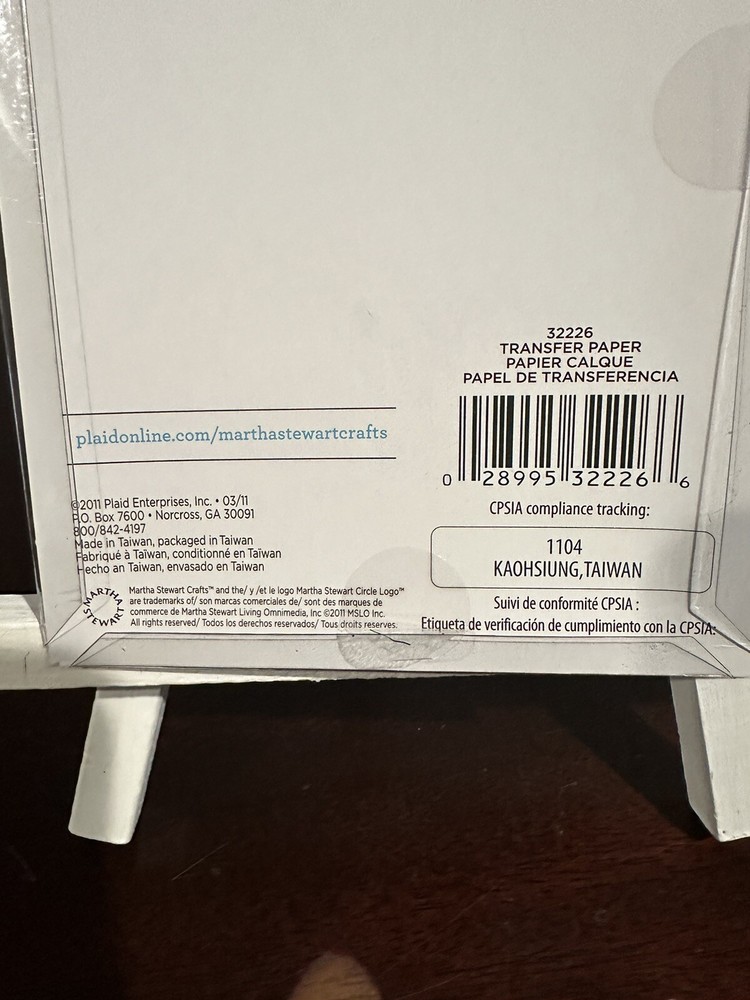 32226
TRANSFER PAPER
PAPIER CALQUE
PAPEL DE TRANSFERENCIA
0 28995 32226 6
plaidonline.com/marthastewartcrafts
©2011 Plaid Enterprises, Inc. • 03/11
P.O. Box 7600 • Norcross, GA 30091
800/842-4197
Made in Taiwan, packaged in Taiwan
Fabriqué à Taïwan, conditionné en Taïwan
Hecho an Taiwan, envasado en Taiwan
MARTHA STEWART
Martha Stewart Crafts™ and the/ y /et le logo Martha Stewart Circle Logo™
are trademarks of/ son marcas comerciales de/ sont des marques de
commerce de Martha Stewart Living Omnimedia, Inc ©2011 MSLO Inc.
All rights reserved/ Todos los derechos reservados/ Tous droits reserves.
CPSIA compliance tracking:
1104
KAOHSIUNG,TAIWAN
Suivi de conformité CPSIA :
Etiqueta de verificación de cumplimiento con la CPSIA: